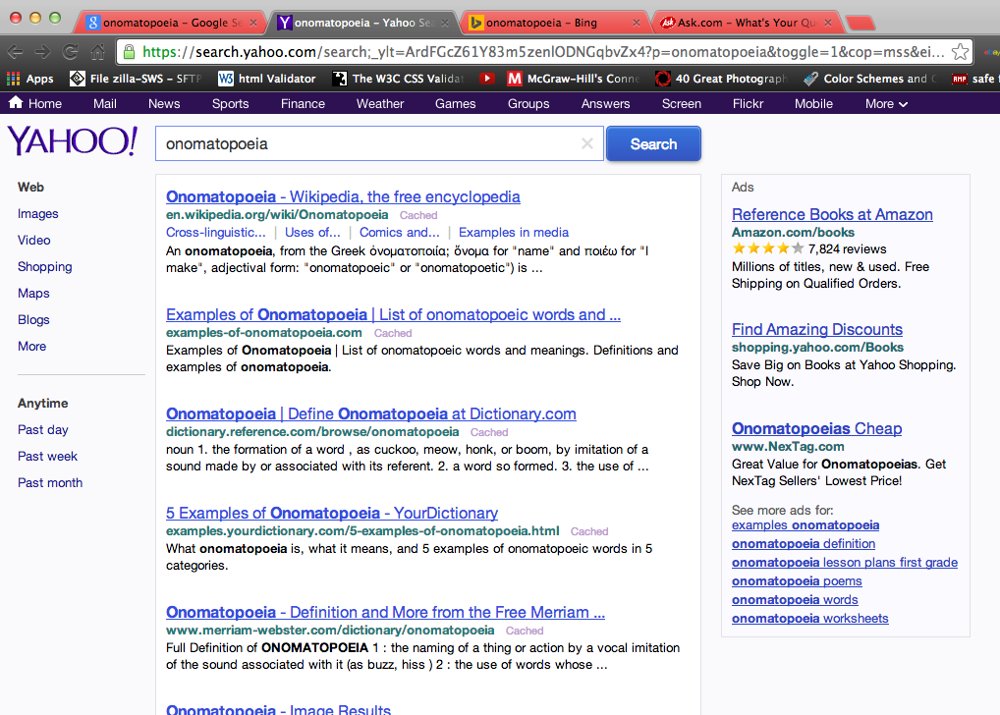 onomatopoeia - Google Se
onomatopoeia - Yahoo Sea
onomatopoeia - Bing
Ask.com - What's Your Qu
https://search.yahoo.com/search;_ylt=ArdFGcZ61Y83m5zenlODNGqbvZx4?p=onomatopoeia&toggle=1&cop=mss&ei...
Apps
File zilla-SWS - SFTP
html Validator
The W3C CSS Validat
McGraw-Hill's Conne
40 Great Photograph
Color Schemes and C
safe f
Home Mail News Sports Finance Weather Games Groups Answers Screen Flickr Mobile More
YAHOO!
onomatopoeia
Search
Web
Images
Video
Shopping
Maps
Blogs
More
Anytime
Past day
Past week
Past month
Onomatopoeia - Wikipedia, the free encyclopedia
en.wikipedia.org/wiki/Onomatopoeia Cached
Cross-linguistic... | Uses of... | Comics and... | Examples in media
An onomatopoeia, from the Greek ὀνοματοποιία; ὄνομα for "name" and ποιέω for "I
make", adjectival form: "onomatopoeic" or "onomatopoetic") is ...
Examples of Onomatopoeia | List of onomatopoeic words and ...
examples-of-onomatopoeia.com Cached
Examples of Onomatopoeia | List of onomatopoeic words and meanings. Definitions and
examples of onomatopoeia.
Onomatopoeia | Define Onomatopoeia at Dictionary.com
dictionary.reference.com/browse/onomatopoeia Cached
noun 1. the formation of a word , as cuckoo, meow, honk, or boom, by imitation of a
sound made by or associated with its referent. 2. a word so formed. 3. the use of ...
5 Examples of Onomatopoeia - YourDictionary
examples.yourdictionary.com/5-examples-of-onomatopoeia.html Cached
What onomatopoeia is, what it means, and 5 examples of onomatopoeic words in 5
categories.
Onomatopoeia - Definition and More from the Free Merriam ...
www.merriam-webster.com/dictionary/onomatopoeia Cached
Full Definition of ONOMATOPOEIA 1 : the naming of a thing or action by a vocal imitation
of the sound associated with it (as buzz, hiss ) 2 : the use of words whose ...
Onomatopoeia - Image Results
Ads
Reference Books at Amazon
Amazon.com/books
7,824 reviews
Millions of titles, new & used. Free
Shipping on Qualified Orders.
Find Amazing Discounts
shopping.yahoo.com/Books
Save Big on Books at Yahoo Shopping.
Shop Now.
Onomatopoeias Cheap
www.NexTag.com
Great Value for Onomatopoeias. Get
NexTag Sellers' Lowest Price!
See more ads for:
examples onomatopoeia
onomatopoeia definition
onomatopoeia lesson plans first grade
onomatopoeia poems
onomatopoeia words
onomatopoeia worksheets